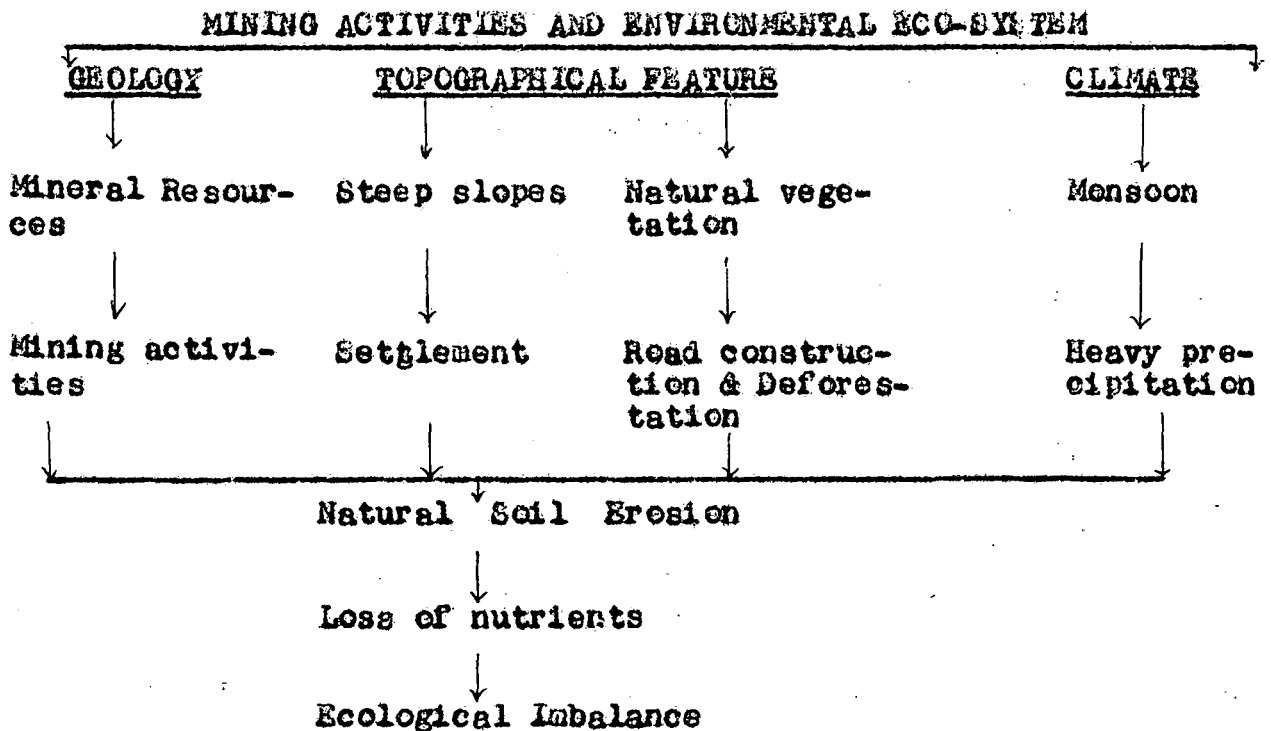 MINING ACTIVITIES AND ENVIRONMENTAL ECO-SYSTEM
GEOLOGY TOPOGRAPHICAL FEATURE CLIMATE
Mineral Resour- Steep slopes Natural vege- Monsoon
ces tation
Mining activi- Settlement Road construc- Heavy pre-
ties tion & Defores- cipitation
tation
Natural Soil Erosion
Loss of nutrients
Ecological Imbalance